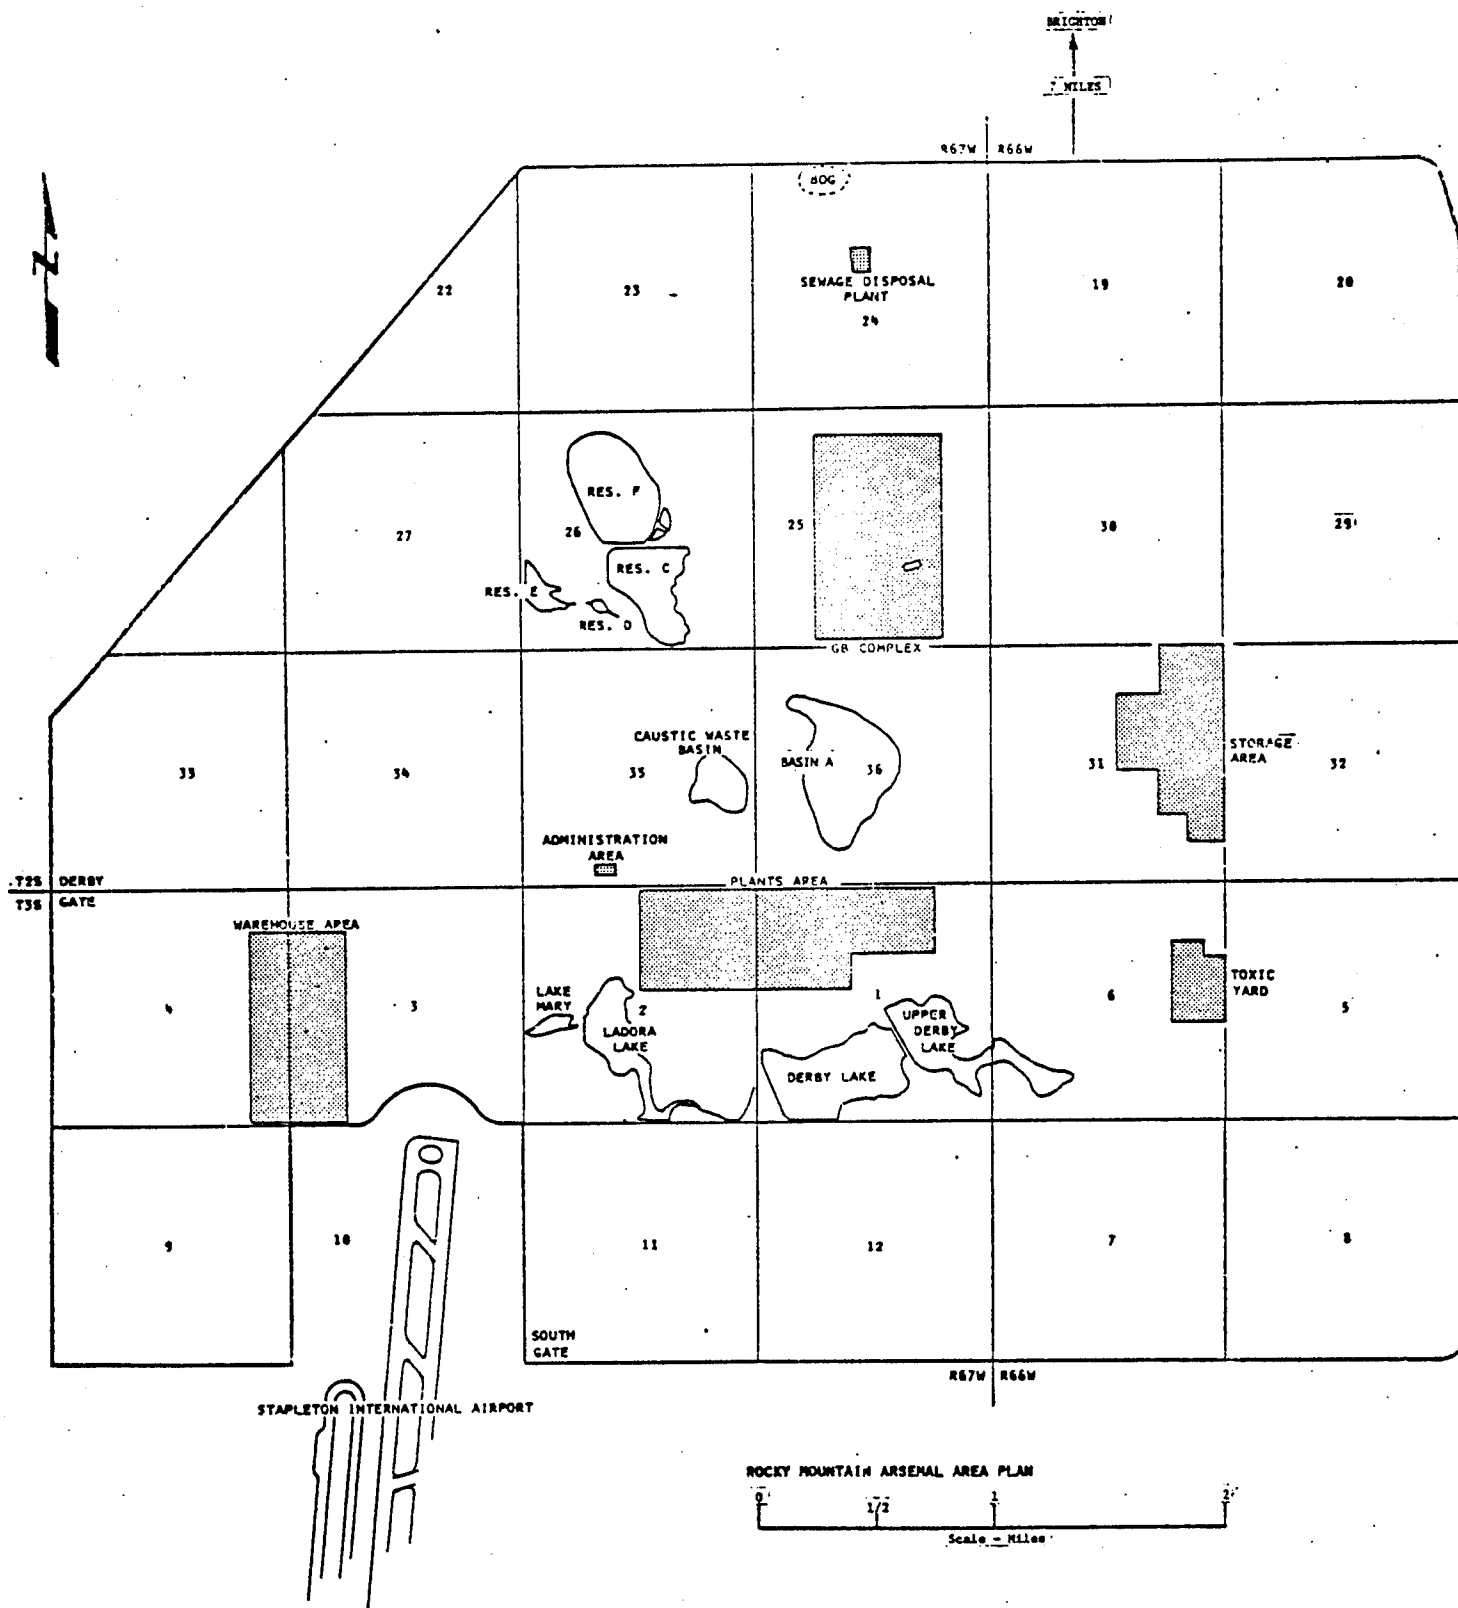 BRIGHTON
7 MILES
R67W R66W
BOG
N
SEWAGE DISPOSAL
PLANT
22
23
24
19
20
RES. F
27
26
25
30
29
RES. C
RES. E
RES. D
GB COMPLEX
CAUSTIC WASTE
BASIN
STORAGE
AREA
33
34
35
BASIN A
36
31
32
ADMINISTRATION
AREA
T2S DERBY
PLANTS AREA
T3S GATE
WAREHOUSE AREA
TOXIC
YARD
LAKE
MARY
4
3
2
1
6
5
LADORA
LAKE
UPPER
DERBY
LAKE
DERBY LAKE
9
10
11
12
7
8
SOUTH
GATE
R67W R66W
STAPLETON INTERNATIONAL AIRPORT
ROCKY MOUNTAIN ARSENAL AREA PLAN
0 1/2 1 2
Scale - Miles